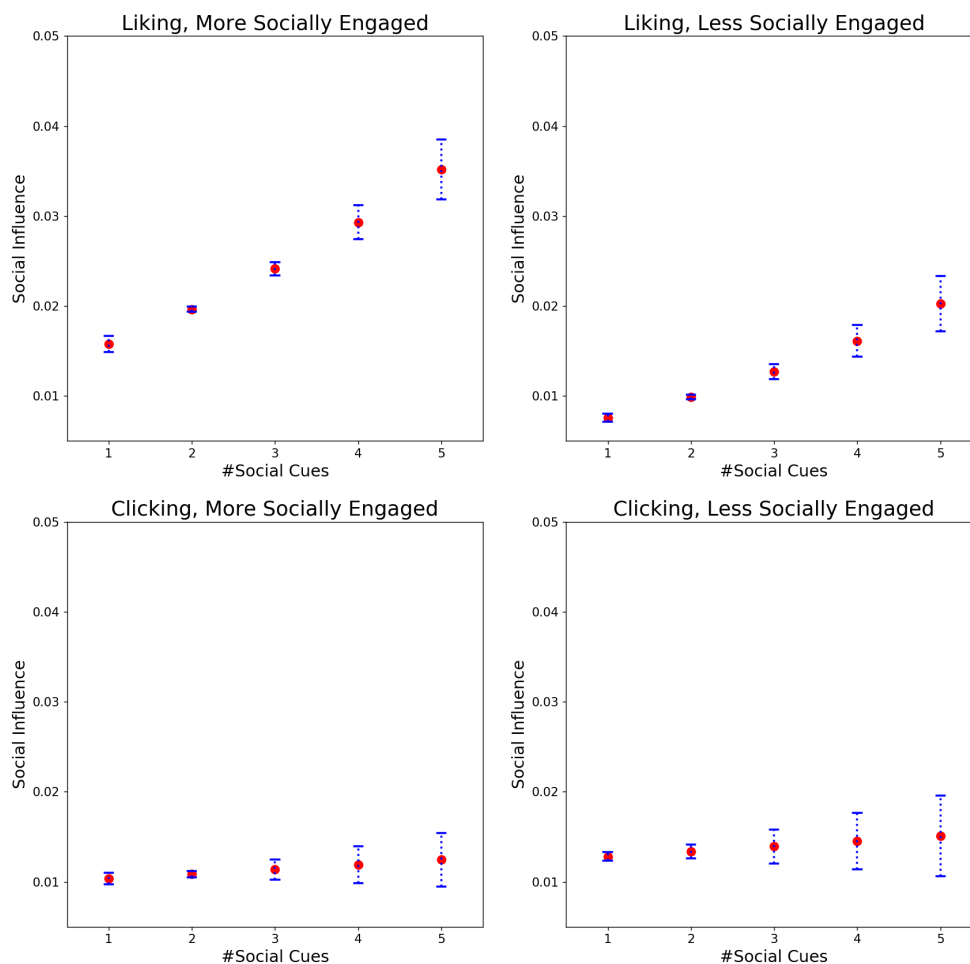 Liking, More Socially Engaged
0.05
0.04
0.03
0.02
0.01
Social Influence
1 2 3 4 5
#Social Cues
Liking, Less Socially Engaged
0.05
0.04
0.03
0.02
0.01
Social Influence
1 2 3 4 5
#Social Cues
Clicking, More Socially Engaged
0.05
0.04
0.03
0.02
0.01
Social Influence
1 2 3 4 5
#Social Cues
Clicking, Less Socially Engaged
0.05
0.04
0.03
0.02
0.01
Social Influence
1 2 3 4 5
#Social Cues